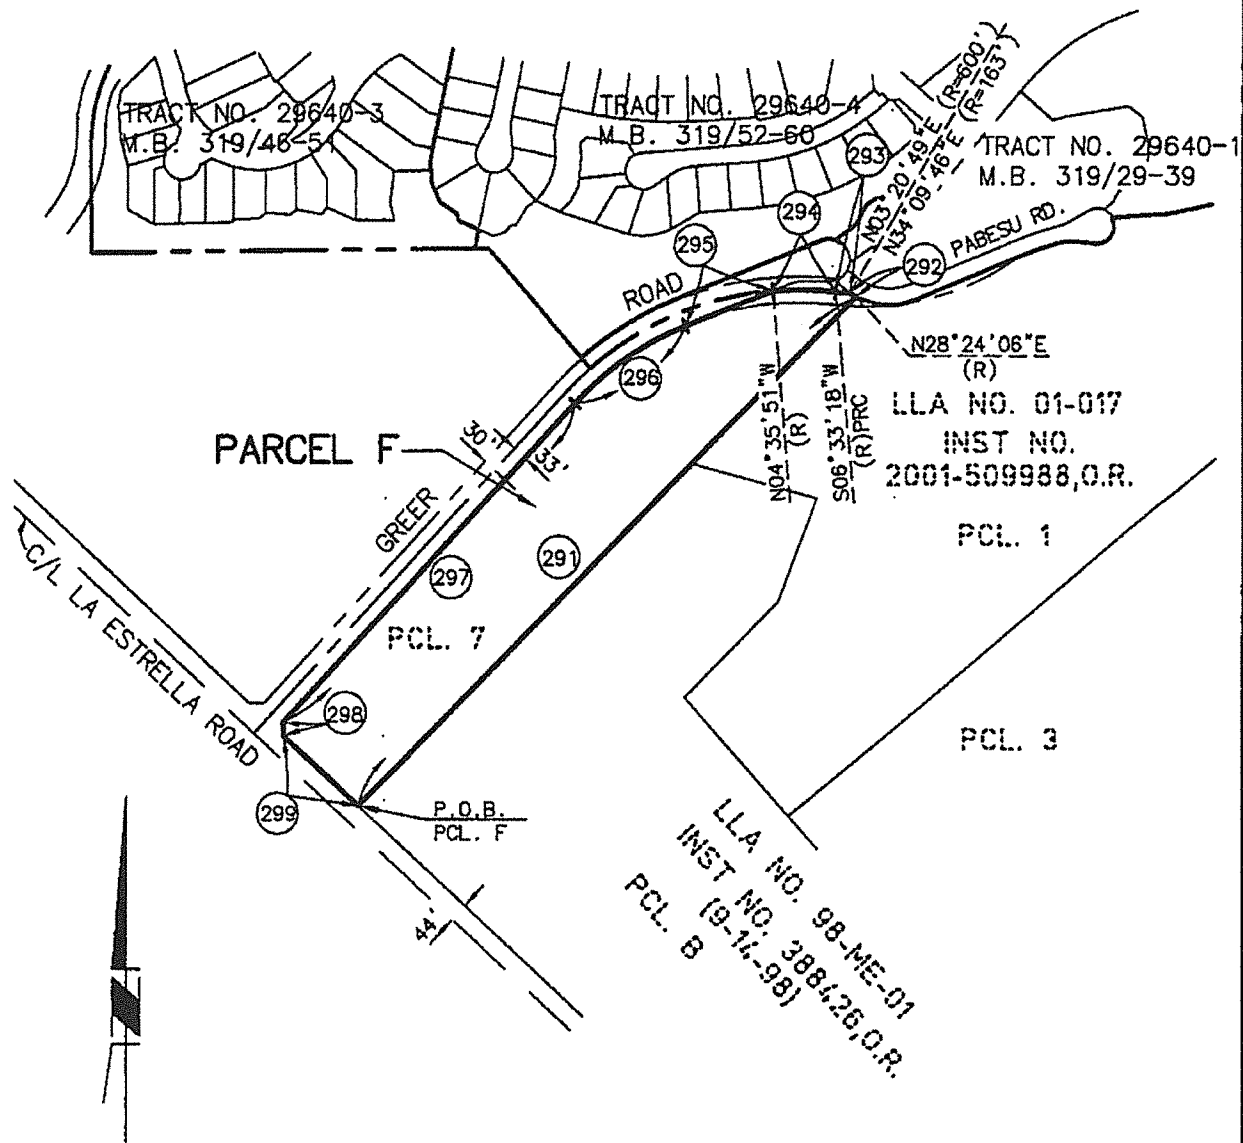 TRACT NO. 29640-3
M.B. 319/46-51
TRACT NO. 29640-4
M.B. 319/52-60
N03°20'49"E (R=600')
N34°09'46"E (R=163')
TRACT NO. 29640-1
M.B. 319/29-39
293
294
295
292
PABESU RD.
ROAD
N28°24'06"E
(R)
296
N04°35'51"W
(R)
S06°33'18"W
(R)PRC
LLA NO. 01-017
INST NO.
2001-509988,O.R.
PARCEL F
30'
33'
GREER
PCL. 1
291
297
C/L LA ESTRELLA ROAD
PCL. 7
298
PCL. 3
299
P.O.B.
PCL. F
LLA NO. 98-ME-01
INST NO. 388426,O.R.
(9-14-98)
PCL. B
44'